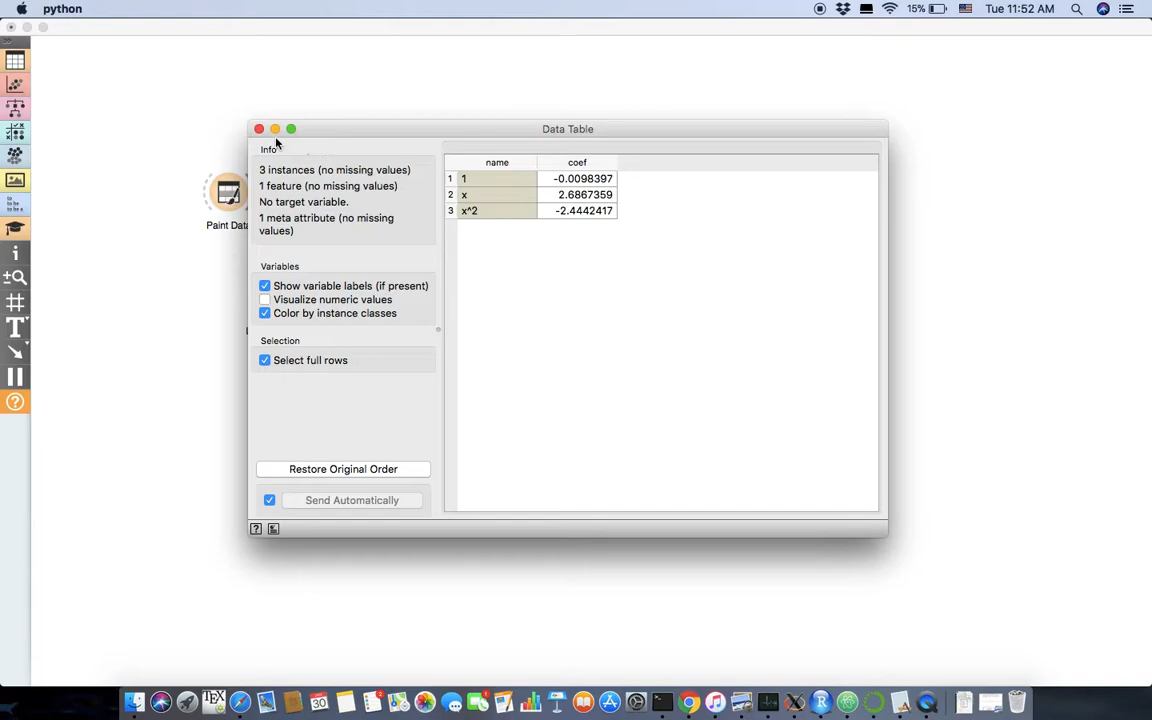 python
15%
Tue 11:52 AM
Data Table
Info
3 instances (no missing values)
1 feature (no missing values)
No target variable.
1 meta attribute (no missing
values)
Variables
Show variable labels (if present)
Visualize numeric values
Color by instance classes
Selection
Select full rows
Restore Original Order
Send Automatically
name coef
1 1 -0.0098397
2 x 2.6867359
3 x^2 -2.4442417
Paint Data